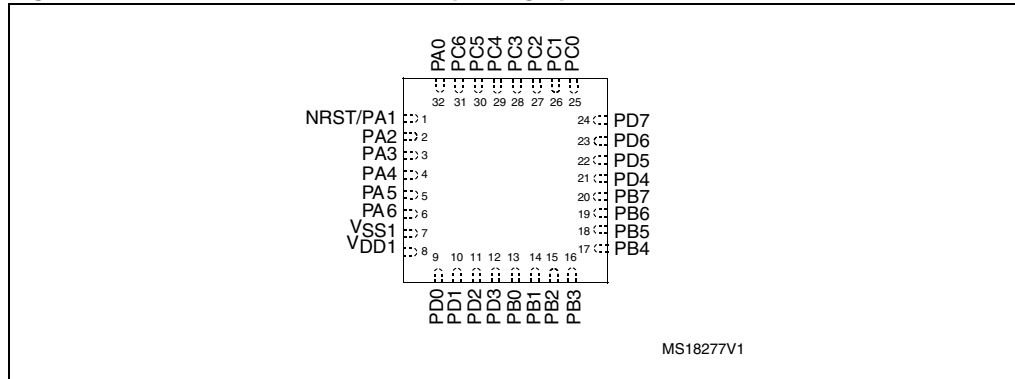 PA0 PC6 PC5 PC4 PC3 PC2 PC1 PC0
32 31 30 29 28 27 26 25
NRST/PA1 1
PA2 2
PA3 3
PA4 4
PA5 5
PA6 6
VSS1 7
VDD1 8
24 PD7
23 PD6
22 PD5
21 PD4
20 PB7
19 PB6
18 PB5
17 PB4
9 10 11 12 13 14 15 16
PD0 PD1 PD2 PD3 PB0 PB1 PB2 PB3
MS18277V1